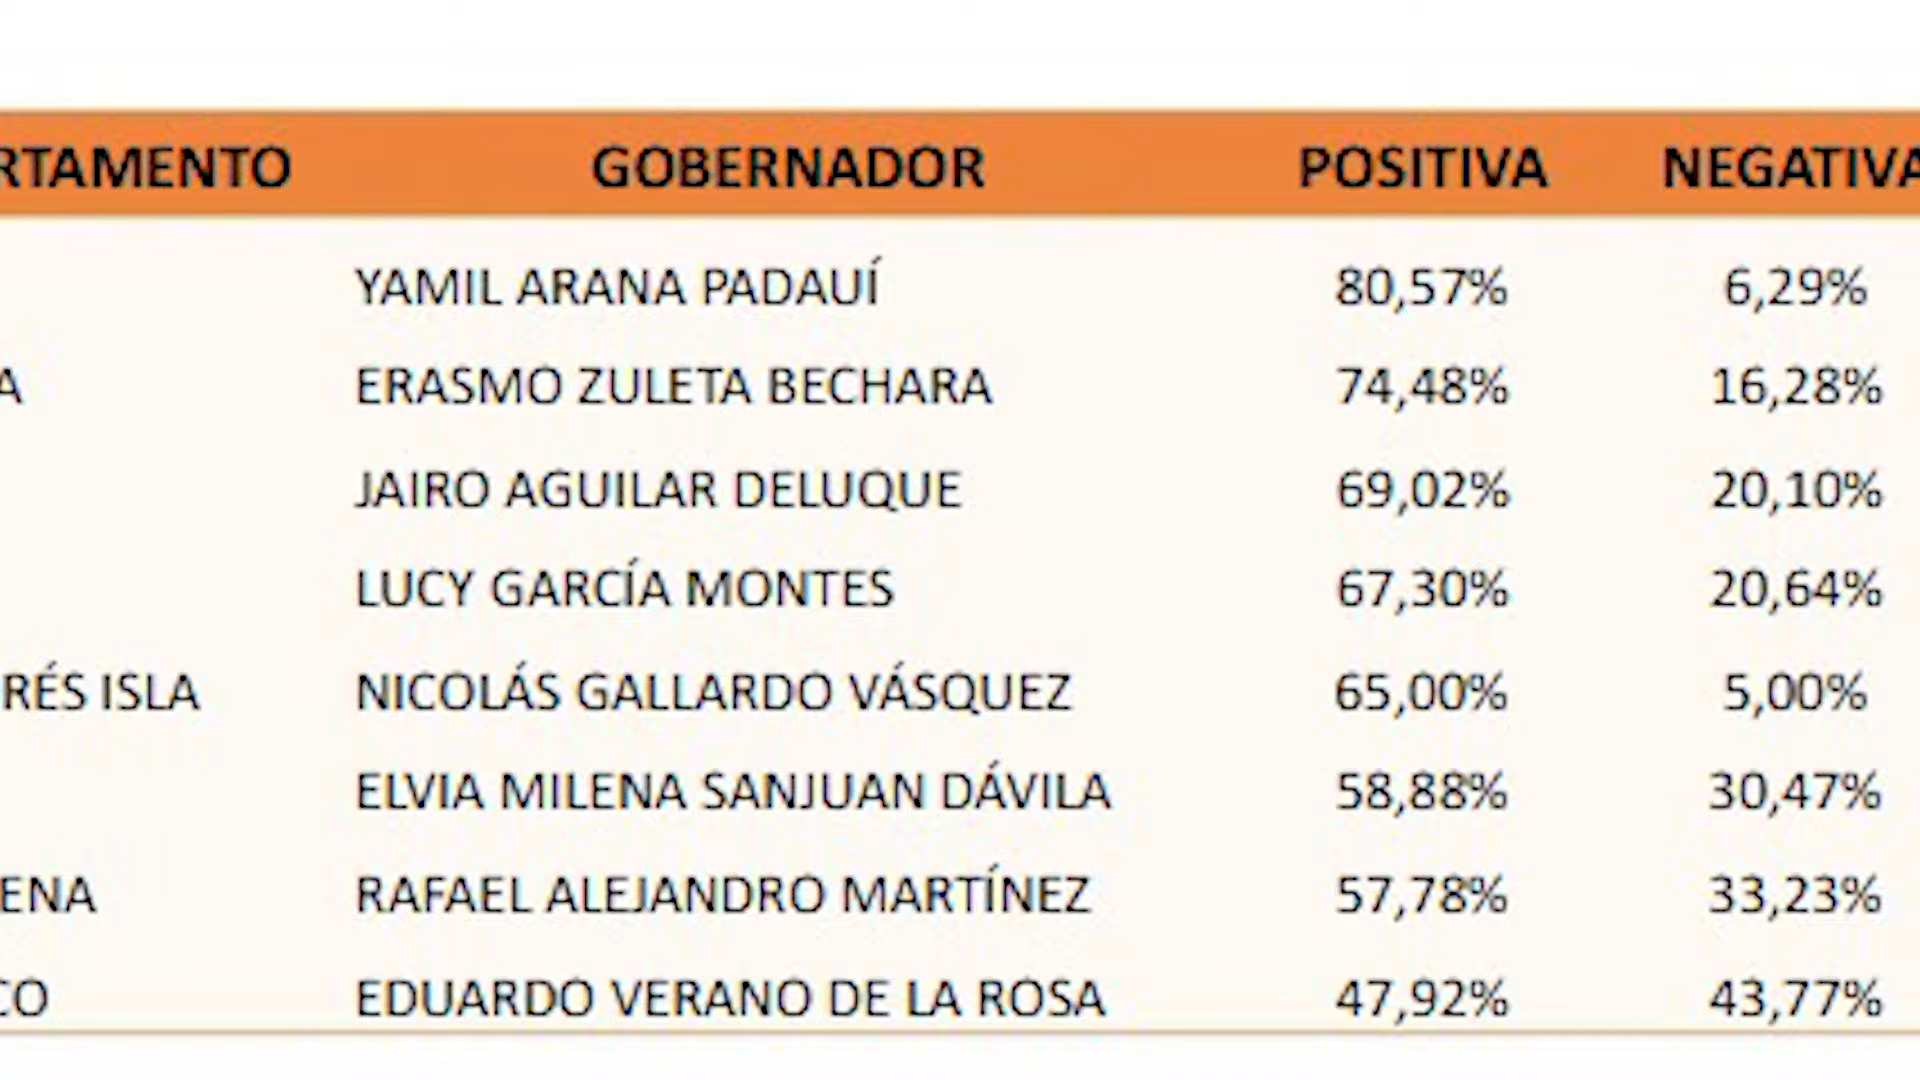 RTAMENTO GOBERNADOR POSITIVA NEGATIVA
YAMIL ARANA PADAUÍ 80,57% 6,29%
A ERASMO ZULETA BECHARA 74,48% 16,28%
JAIRO AGUILAR DELUQUE 69,02% 20,10%
LUCY GARCÍA MONTES 67,30% 20,64%
RÉS ISLA NICOLÁS GALLARDO VÁSQUEZ 65,00% 5,00%
ELVIA MILENA SANJUAN DÁVILA 58,88% 30,47%
ENA RAFAEL ALEJANDRO MARTÍNEZ 57,78% 33,23%
CO EDUARDO VERANO DE LA ROSA 47,92% 43,77%